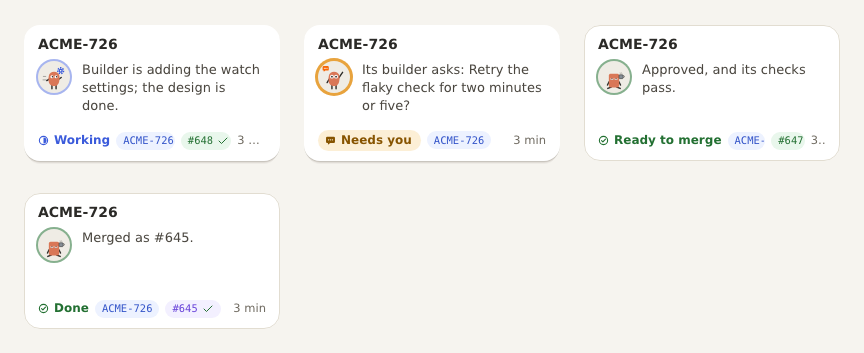 ACME-726
Builder is adding the watch
settings; the design is
done.
Working ACME-726 #648 3 ...
ACME-726
Its builder asks: Retry the
flaky check for two minutes
or five?
Needs you ACME-726 3 min
ACME-726
Approved, and its checks
pass.
Ready to merge ACME- #647 3..
ACME-726
Merged as #645.
Done ACME-726 #645 3 min